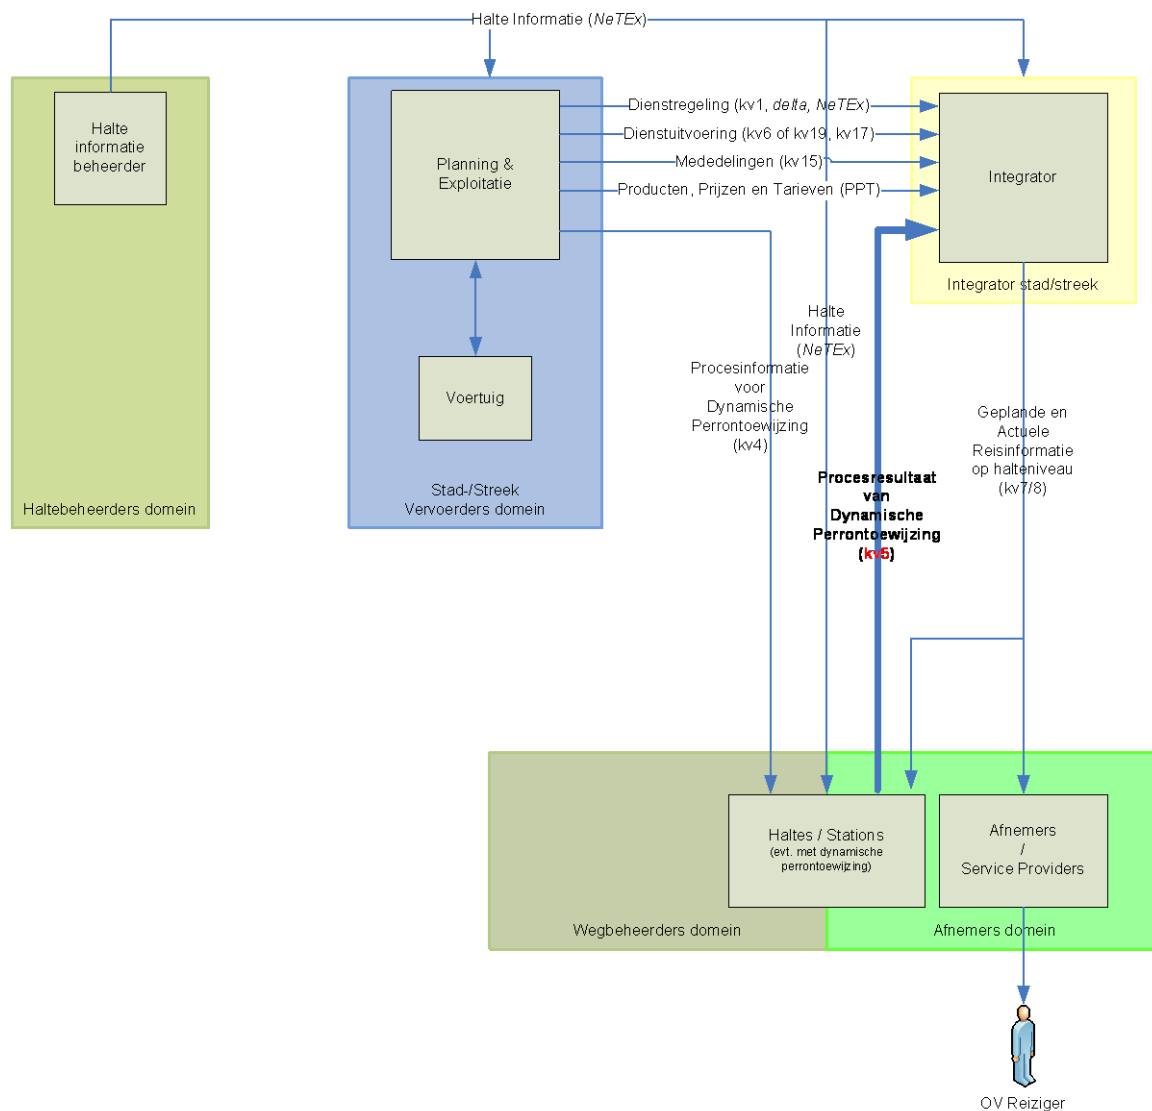 Halte Informatie (NeTEx)
Halte
informatie
beheerder
Haltebeheerders domein
Planning &
Exploitatie
Voertuig
Stad-/Streek
Vervoerders domein
Dienstregeling (kv1, delta, NeTEx)
Dienstuitvoering (kv6 of kv19, kv17)
Mededelingen (kv15)
Producten, Prijzen en Tarieven (PPT)
Integrator
Integrator stad/streek
Halte
Informatie
(NeTEx)
Procesinformatie
voor
Dynamische
Perrontoewijzing
(kv4)
Procesresultaat
van
Dynamische
Perrontoewijzing
(kv5)
Geplande en
Actuele
Reisinformatie
op halteniveau
(kv7/8)
Haltes / Stations
(evt. met dynamische
perrontoewijzing)
Afnemers
/
Service Providers
Wegbeheerders domein
Afnemers domein
OV Reiziger